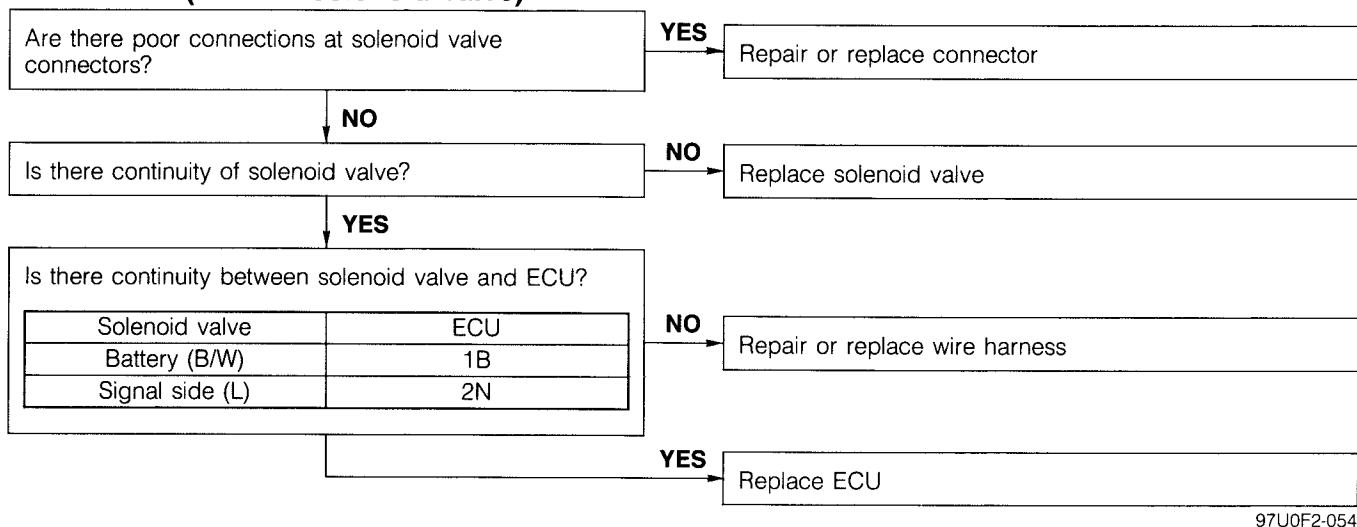 Are there poor connections at solenoid valve
connectors?
YES
Repair or replace connector
NO
Is there continuity of solenoid valve?
NO
Replace solenoid valve
YES
Is there continuity between solenoid valve and ECU?
Solenoid valve ECU
Battery (B/W) 1B
Signal side (L) 2N
NO
Repair or replace wire harness
YES
Replace ECU
97U0F2-054